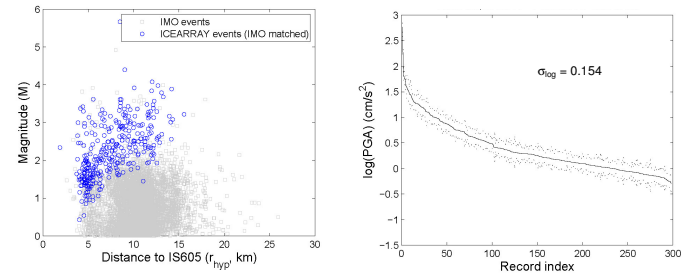 6
5
4
3
2
1
0
Magnitude (M)
IMO events
ICEARRAY events (IMO matched)
0 5 10 15 20 25 30
Distance to IS605 (r_hyp, km)
3
2.5
2
1.5
1
0.5
0
−0.5
−1
−1.5
log(PGA) (cm/s²)
σ_log = 0.154
0 50 100 150 200 250 300
Record index